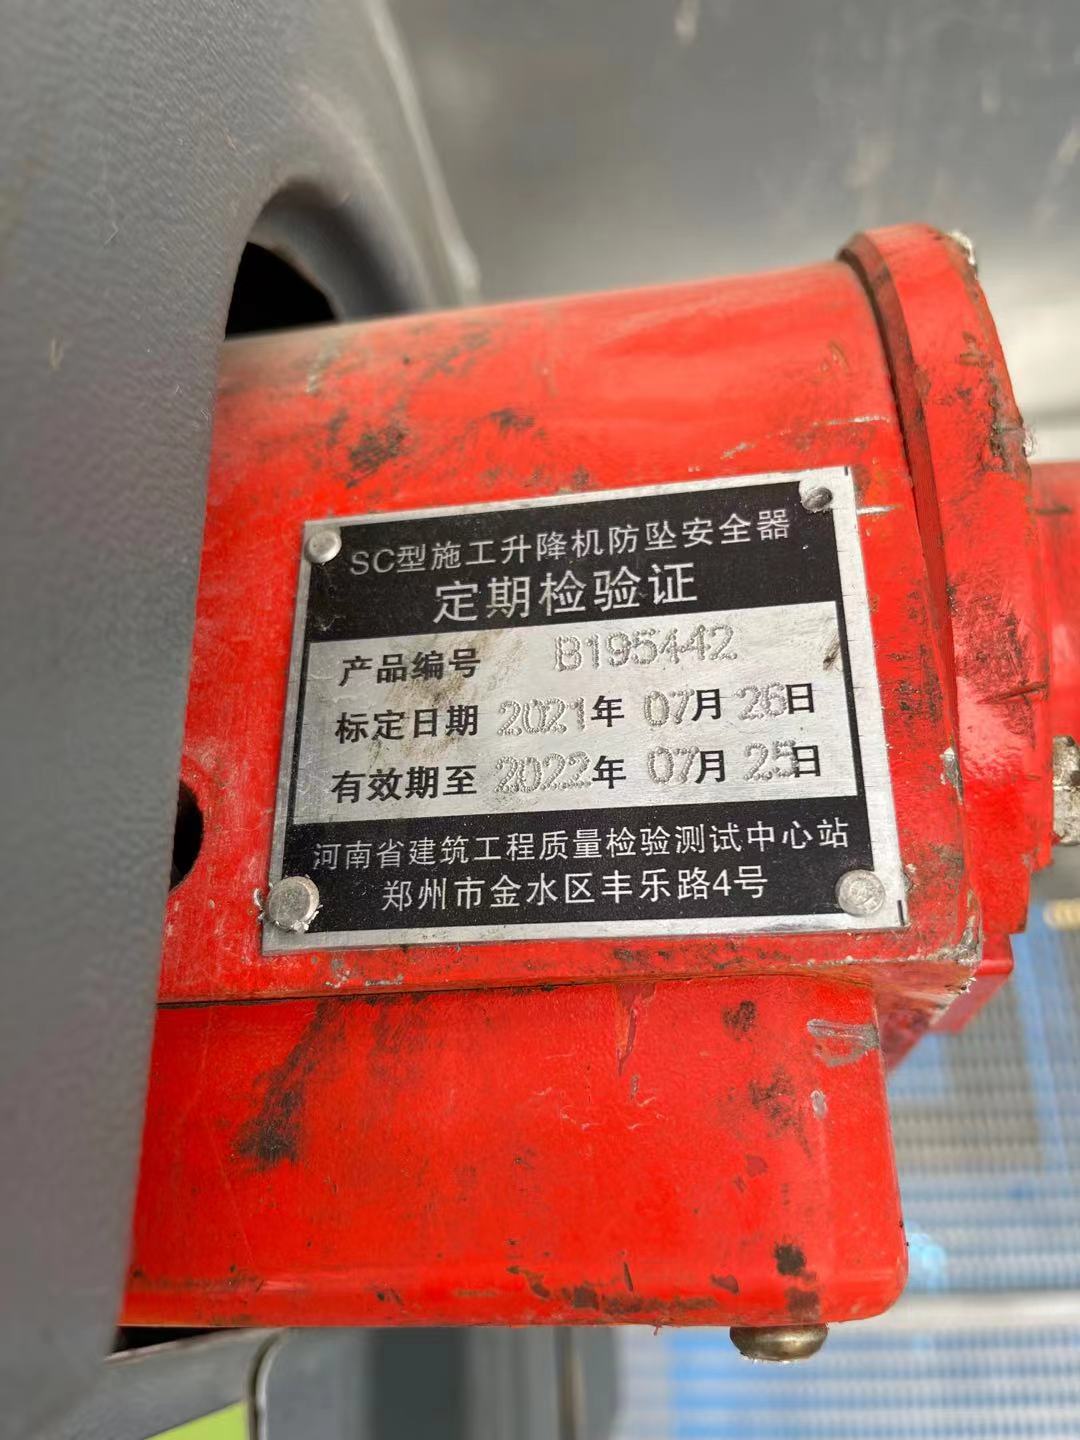 SC型施工升降机防坠安全器
定期检验证
产品编号 B195442
标定日期 2021年 07月 26日
有效期至 2022年 07月 25日
河南省建筑工程质量检验测试中心站
郑州市金水区丰乐路4号